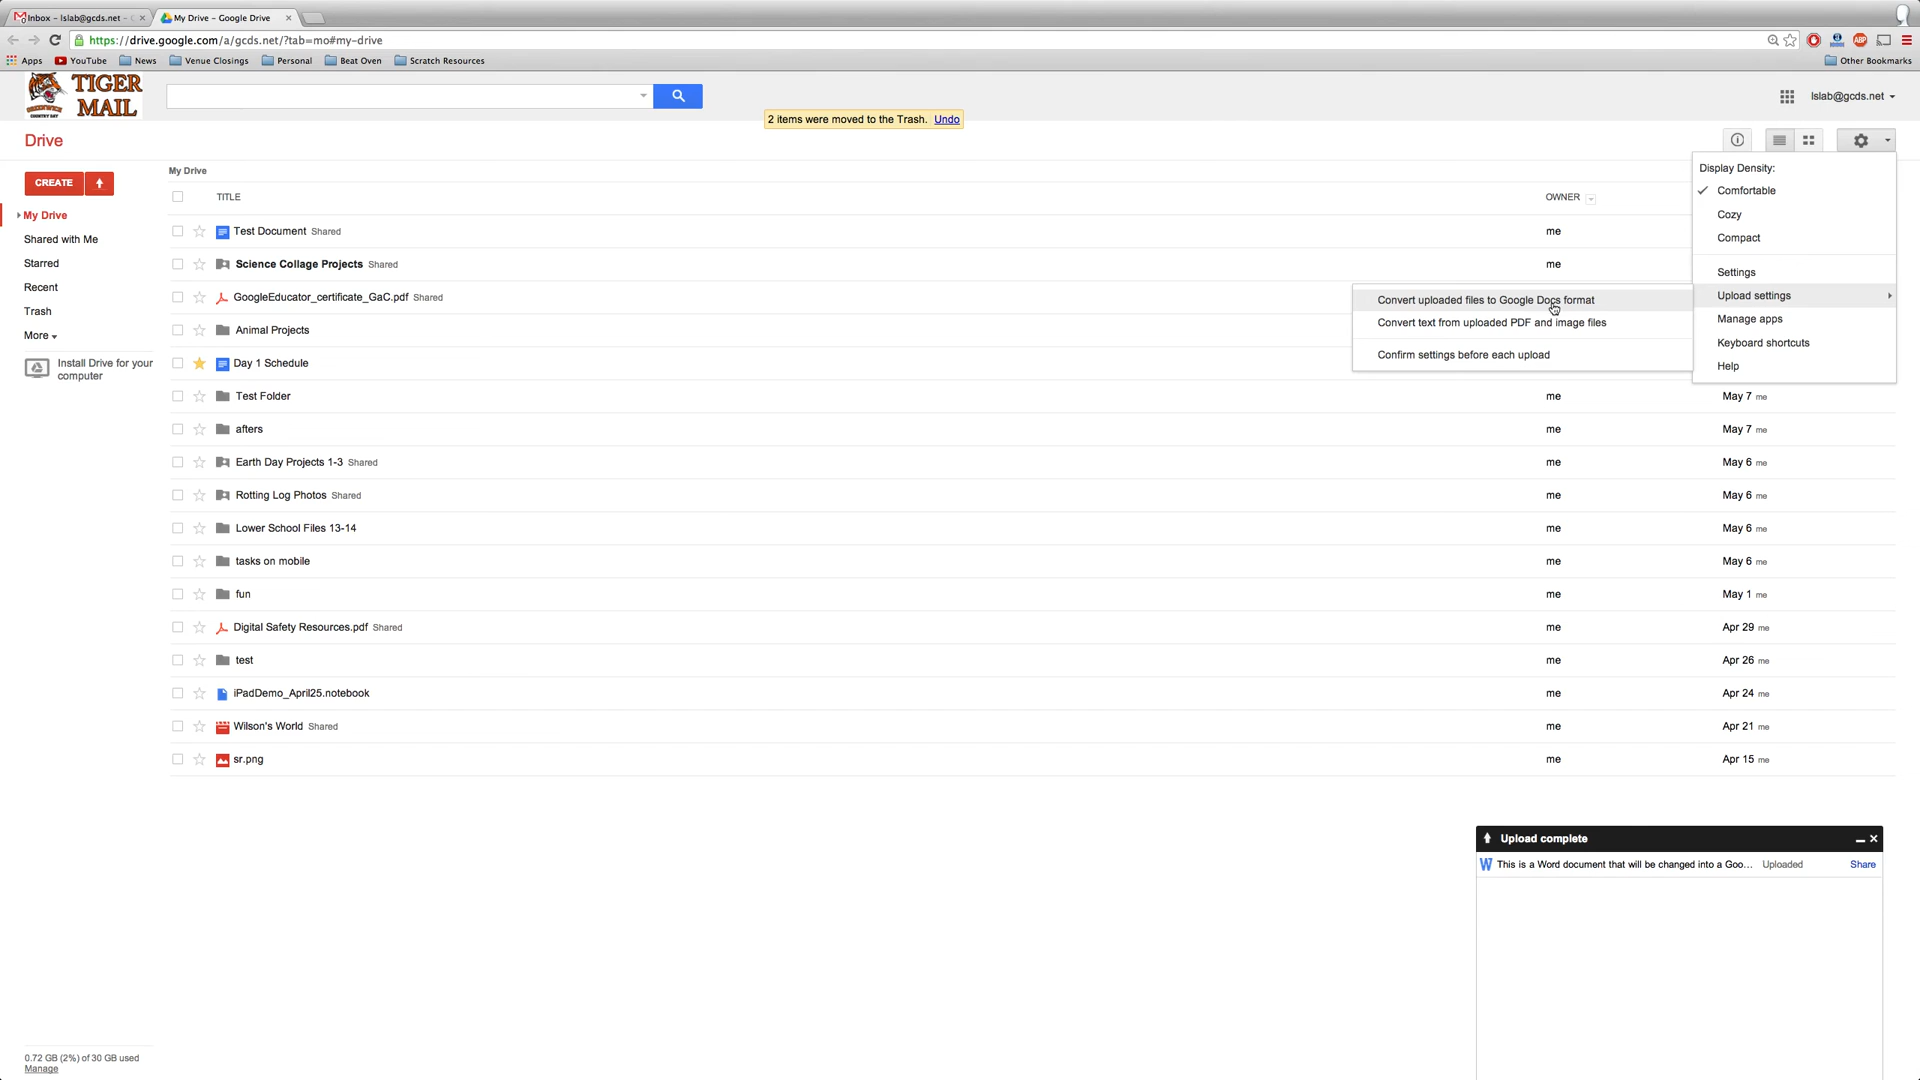 Inbox - lslab@gcds.net -
My Drive - Google Drive
https://drive.google.com/a/gcds.net/?tab=mo#my-drive
Apps YouTube News Venue Closings Personal Beat Oven Scratch Resources Other Bookmarks
TIGER MAIL
GREENWICH COUNTRY DAY
lslab@gcds.net
2 items were moved to the Trash. Undo
Drive
CREATE
My Drive
Shared with Me
Starred
Recent
Trash
More
Install Drive for your computer
My Drive
TITLE OWNER
Test Document Shared me
Science Collage Projects Shared me
GoogleEducator_certificate_GaC.pdf Shared
Animal Projects
Day 1 Schedule
Test Folder me May 7 me
afters me May 7 me
Earth Day Projects 1-3 Shared me May 6 me
Rotting Log Photos Shared me May 6 me
Lower School Files 13-14 me May 6 me
tasks on mobile me May 6 me
fun me May 1 me
Digital Safety Resources.pdf Shared me Apr 29 me
test me Apr 26 me
iPadDemo_April25.notebook me Apr 24 me
Wilson's World Shared me Apr 21 me
sr.png me Apr 15 me
Display Density:
Comfortable
Cozy
Compact
Settings
Upload settings
Manage apps
Keyboard shortcuts
Help
Convert uploaded files to Google Docs format
Convert text from uploaded PDF and image files
Confirm settings before each upload
Upload complete
W This is a Word document that will be changed into a Goo... Uploaded Share
0.72 GB (2%) of 30 GB used
Manage